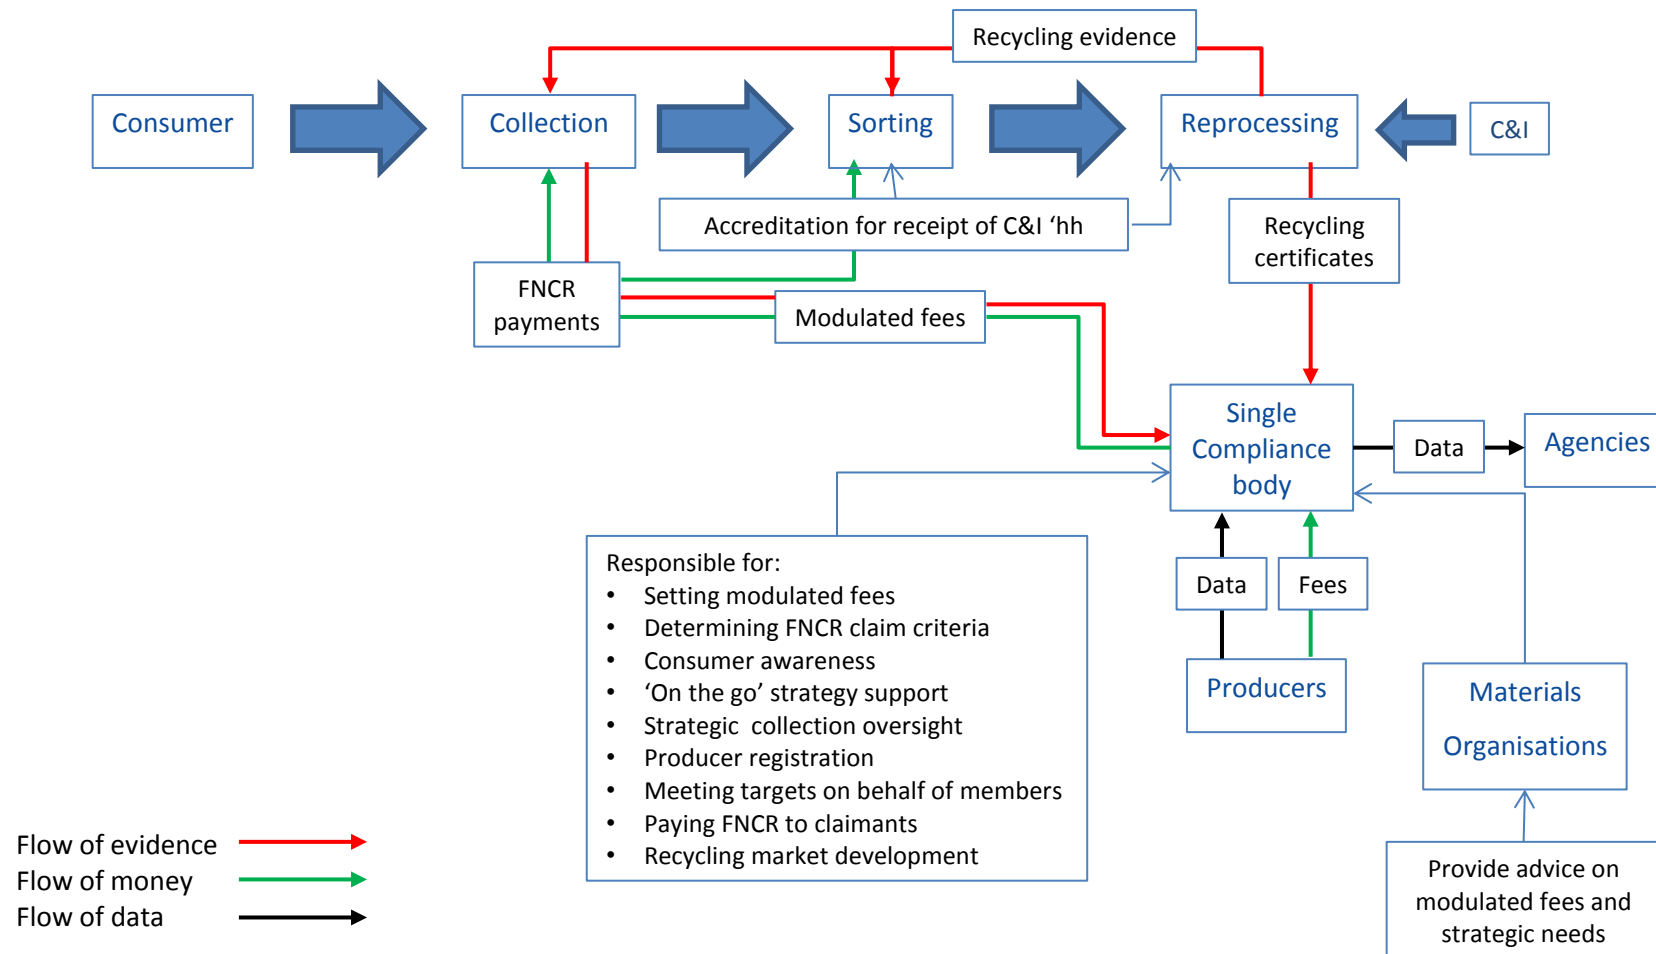 Recycling evidence
Consumer
Collection
Sorting
Reprocessing
C&I
Accreditation for receipt of C&I ‘hh
Recycling
certificates
FNCR
payments
Modulated fees
Single
Compliance
body
Data
Agencies
Responsible for:
• Setting modulated fees
• Determining FNCR claim criteria
• Consumer awareness
• ‘On the go’ strategy support
• Strategic collection oversight
• Producer registration
• Meeting targets on behalf of members
• Paying FNCR to claimants
• Recycling market development
Data
Fees
Producers
Materials
Organisations
Provide advice on
modulated fees and
strategic needs
Flow of evidence
Flow of money
Flow of data